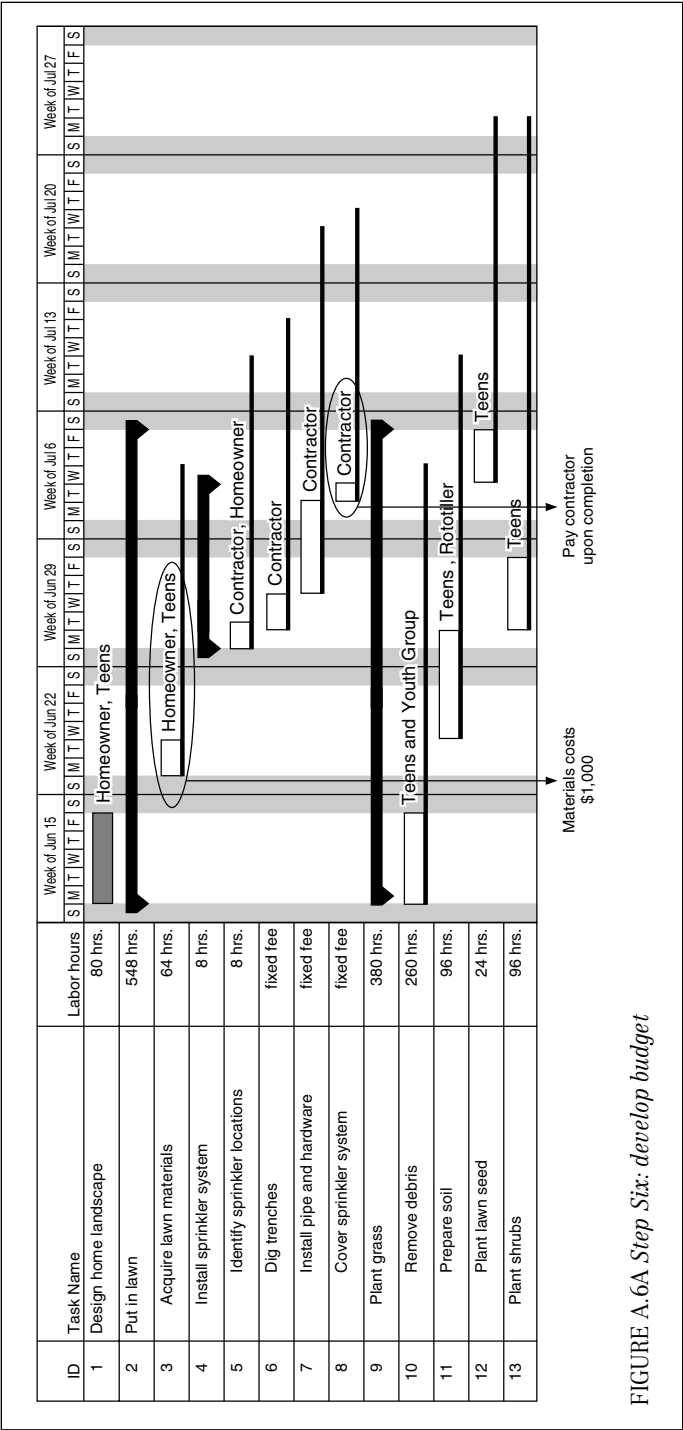 ID Task Name Labor hours
Week of Jun 15 Week of Jun 22 Week of Jun 29 Week of Jul 6 Week of Jul 13 Week of Jul 20 Week of Jul 27
S M T W T F S S M T W T F S S M T W T F S S M T W T F S S M T W T F S S M T W T F S S M T W T F S
1 Design home landscape 80 hrs. Homeowner, Teens
2 Put in lawn 548 hrs.
3 Acquire lawn materials 64 hrs. Homeowner, Teens
4 Install sprinkler system 8 hrs.
5 Identify sprinkler locations 8 hrs. Contractor, Homeowner
6 Dig trenches fixed fee Contractor
7 Install pipe and hardware fixed fee Contractor
8 Cover sprinkler system fixed fee Contractor
9 Plant grass 380 hrs.
10 Remove debris 260 hrs. Teens and Youth Group
11 Prepare soil 96 hrs. Teens , Rototiller
12 Plant lawn seed 24 hrs. Teens
13 Plant shrubs 96 hrs. Teens
Materials costs
$1,000
Pay contractor
upon completion
FIGURE A.6A Step Six: develop budget